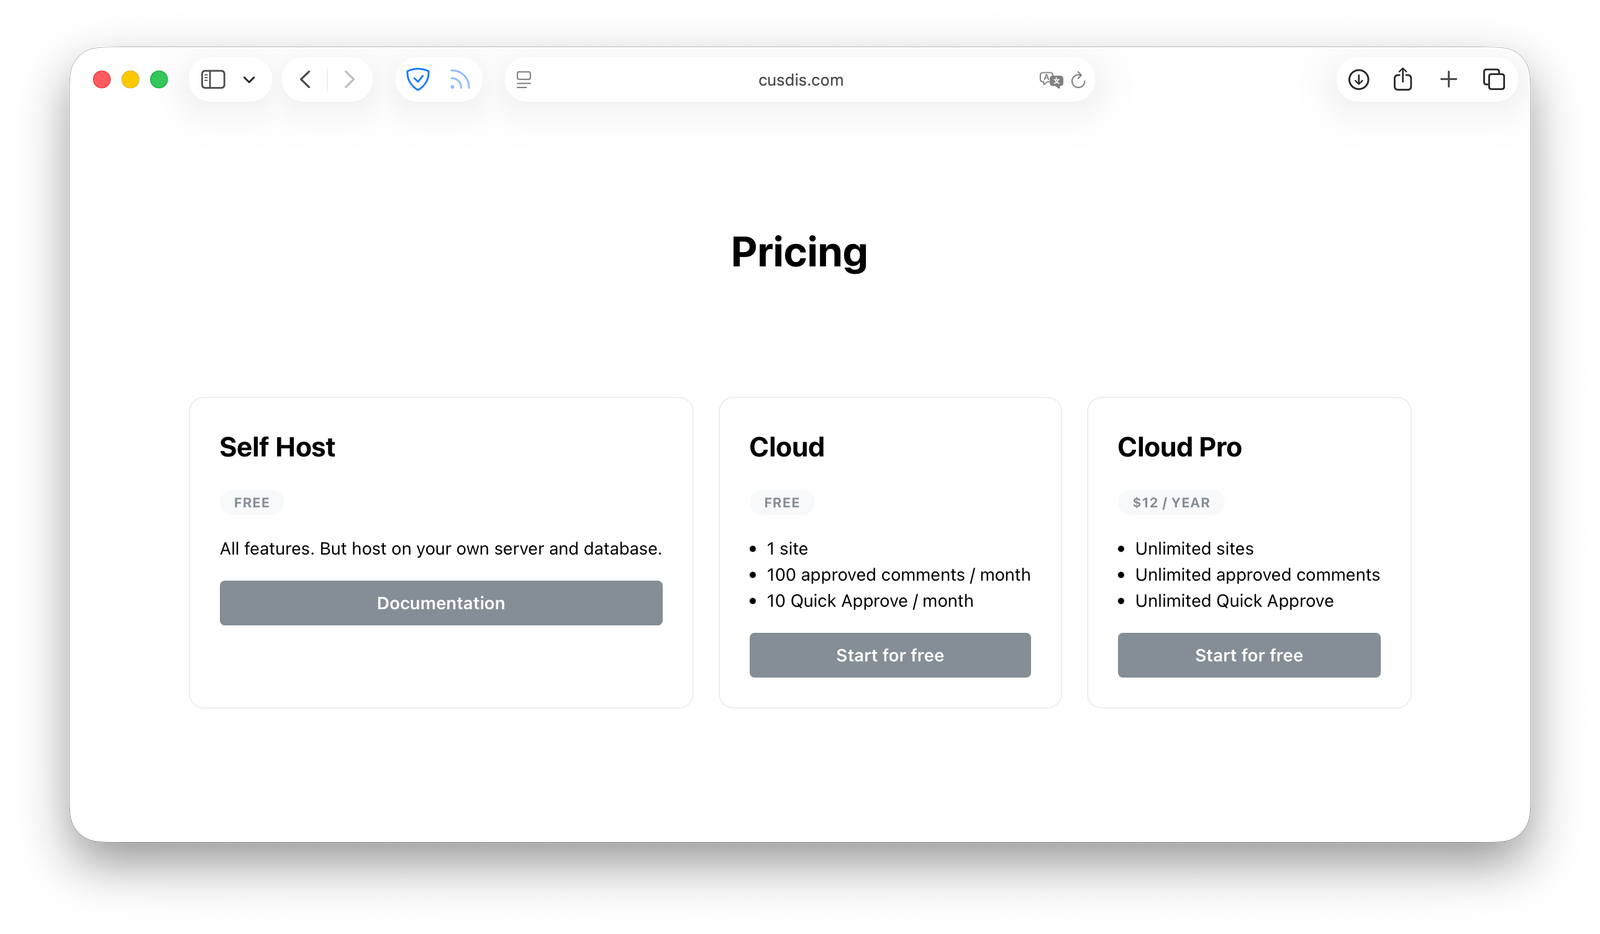 cusdis.com
Pricing
Self Host
FREE
All features. But host on your own server and database.
Documentation
Cloud
FREE
• 1 site
• 100 approved comments / month
• 10 Quick Approve / month
Start for free
Cloud Pro
$12 / YEAR
• Unlimited sites
• Unlimited approved comments
• Unlimited Quick Approve
Start for free